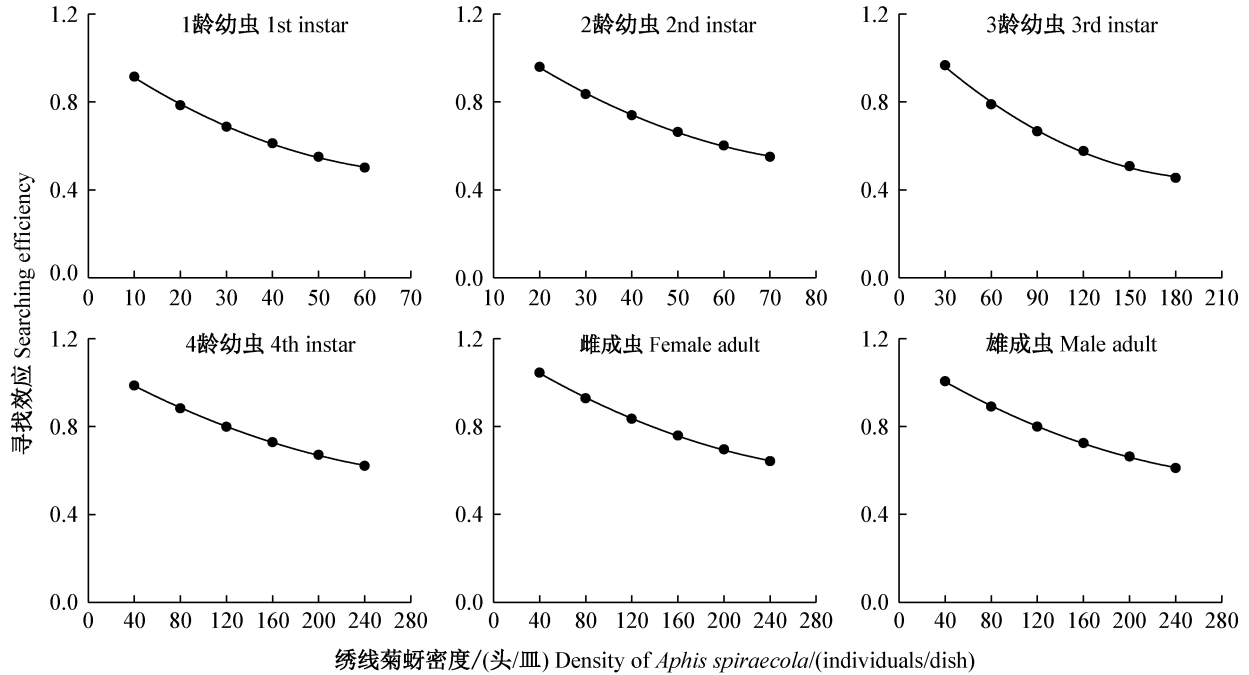 寻找效应 Searching efficiency
1龄幼虫 1st instar
1.2
0.8
0.4
0.0
0 10 20 30 40 50 60 70
2龄幼虫 2nd instar
1.2
0.8
0.4
0.0
10 20 30 40 50 60 70 80
3龄幼虫 3rd instar
1.2
0.8
0.4
0.0
0 30 60 90 120 150 180 210
4龄幼虫 4th instar
1.2
0.8
0.4
0.0
0 40 80 120 160 200 240 280
雌成虫 Female adult
1.2
0.8
0.4
0.0
0 40 80 120 160 200 240 280
雄成虫 Male adult
1.2
0.8
0.4
0.0
0 40 80 120 160 200 240 280
绣线菊蚜密度/(头/皿) Density of Aphis spiraecola/(individuals/dish)